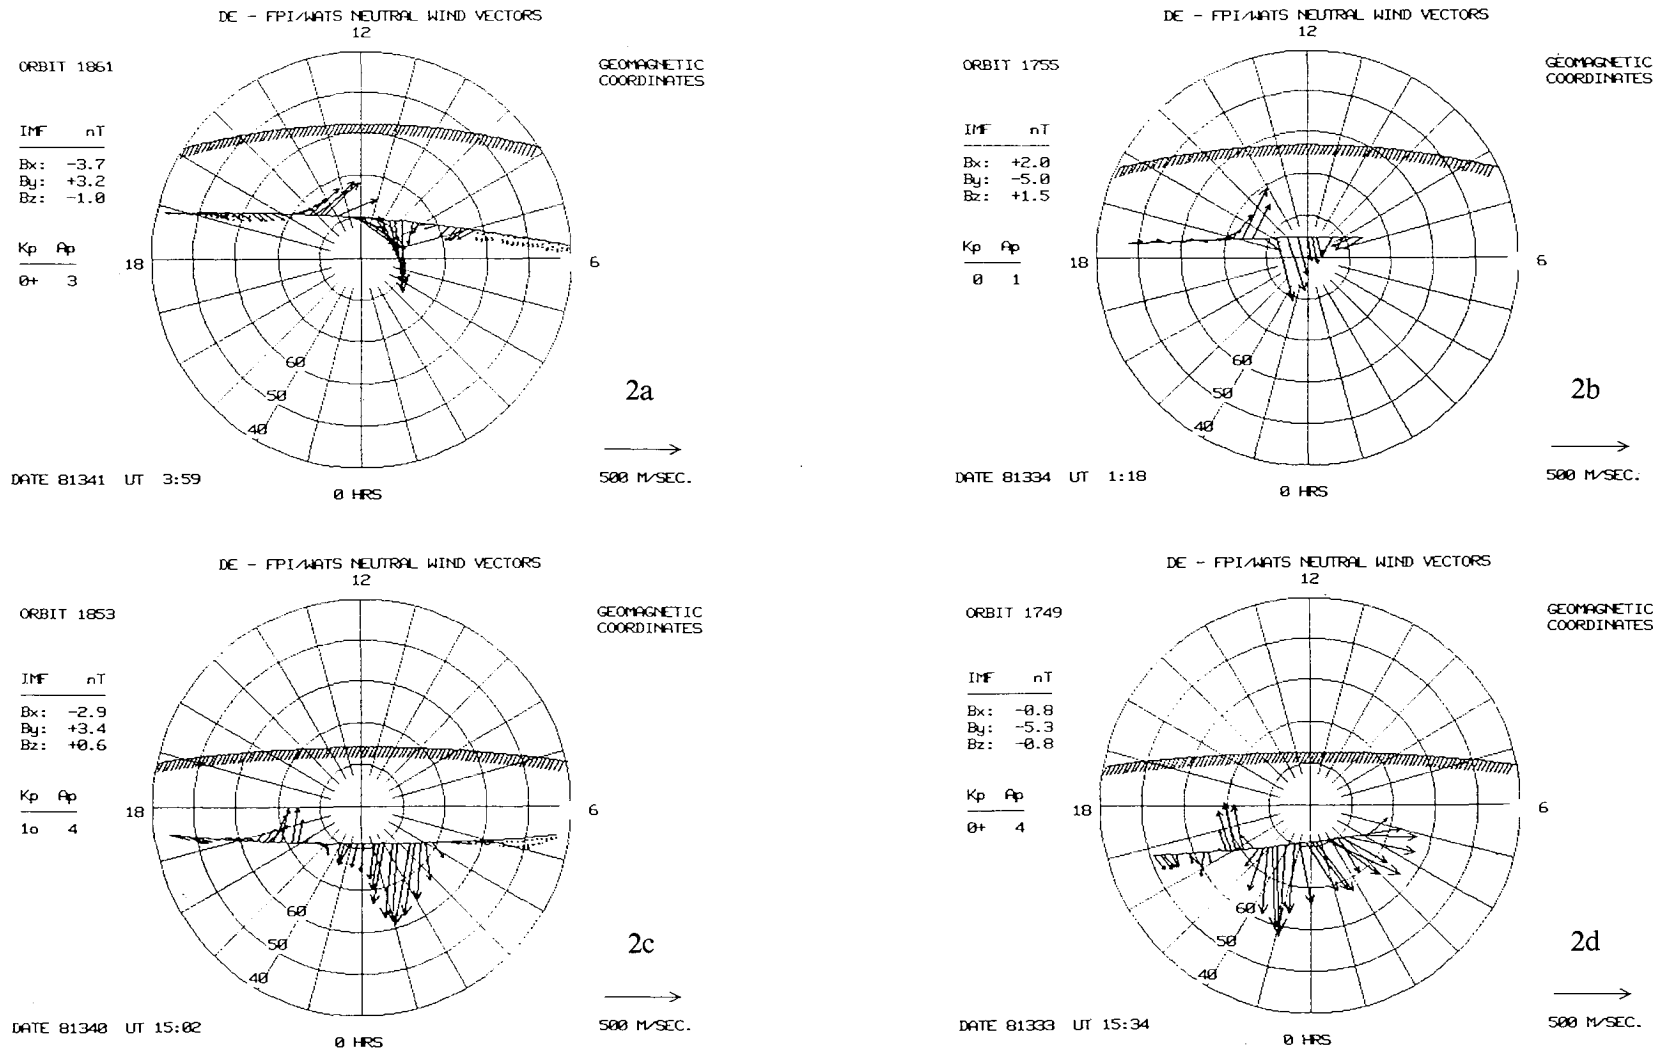 DE - FPI/WATS NEUTRAL WIND VECTORS
12
ORBIT 1861
GEOMAGNETIC
COORDINATES
IMF nT
Bx: -3.7
By: +3.2
Bz: -1.0
Kp Ap
0+ 3
18
6
60
50
40
2a
500 M/SEC.
DATE 81341 UT 3:59
0 HRS
DE - FPI/WATS NEUTRAL WIND VECTORS
12
ORBIT 1755
GEOMAGNETIC
COORDINATES
IMF nT
Bx: +2.0
By: -5.0
Bz: +1.5
Kp Ap
0 1
18
6
60
50
40
2b
500 M/SEC.
DATE 81334 UT 1:18
0 HRS
DE - FPI/WATS NEUTRAL WIND VECTORS
12
ORBIT 1853
GEOMAGNETIC
COORDINATES
IMF nT
Bx: -2.9
By: +3.4
Bz: +0.6
Kp Ap
1o 4
18
6
60
50
40
2c
500 M/SEC.
DATE 81340 UT 15:02
0 HRS
DE - FPI/WATS NEUTRAL WIND VECTORS
12
ORBIT 1749
GEOMAGNETIC
COORDINATES
IMF nT
Bx: -0.8
By: -5.3
Bz: -0.8
Kp Ap
0+ 4
18
6
60
50
40
2d
500 M/SEC.
DATE 81333 UT 15:34
0 HRS